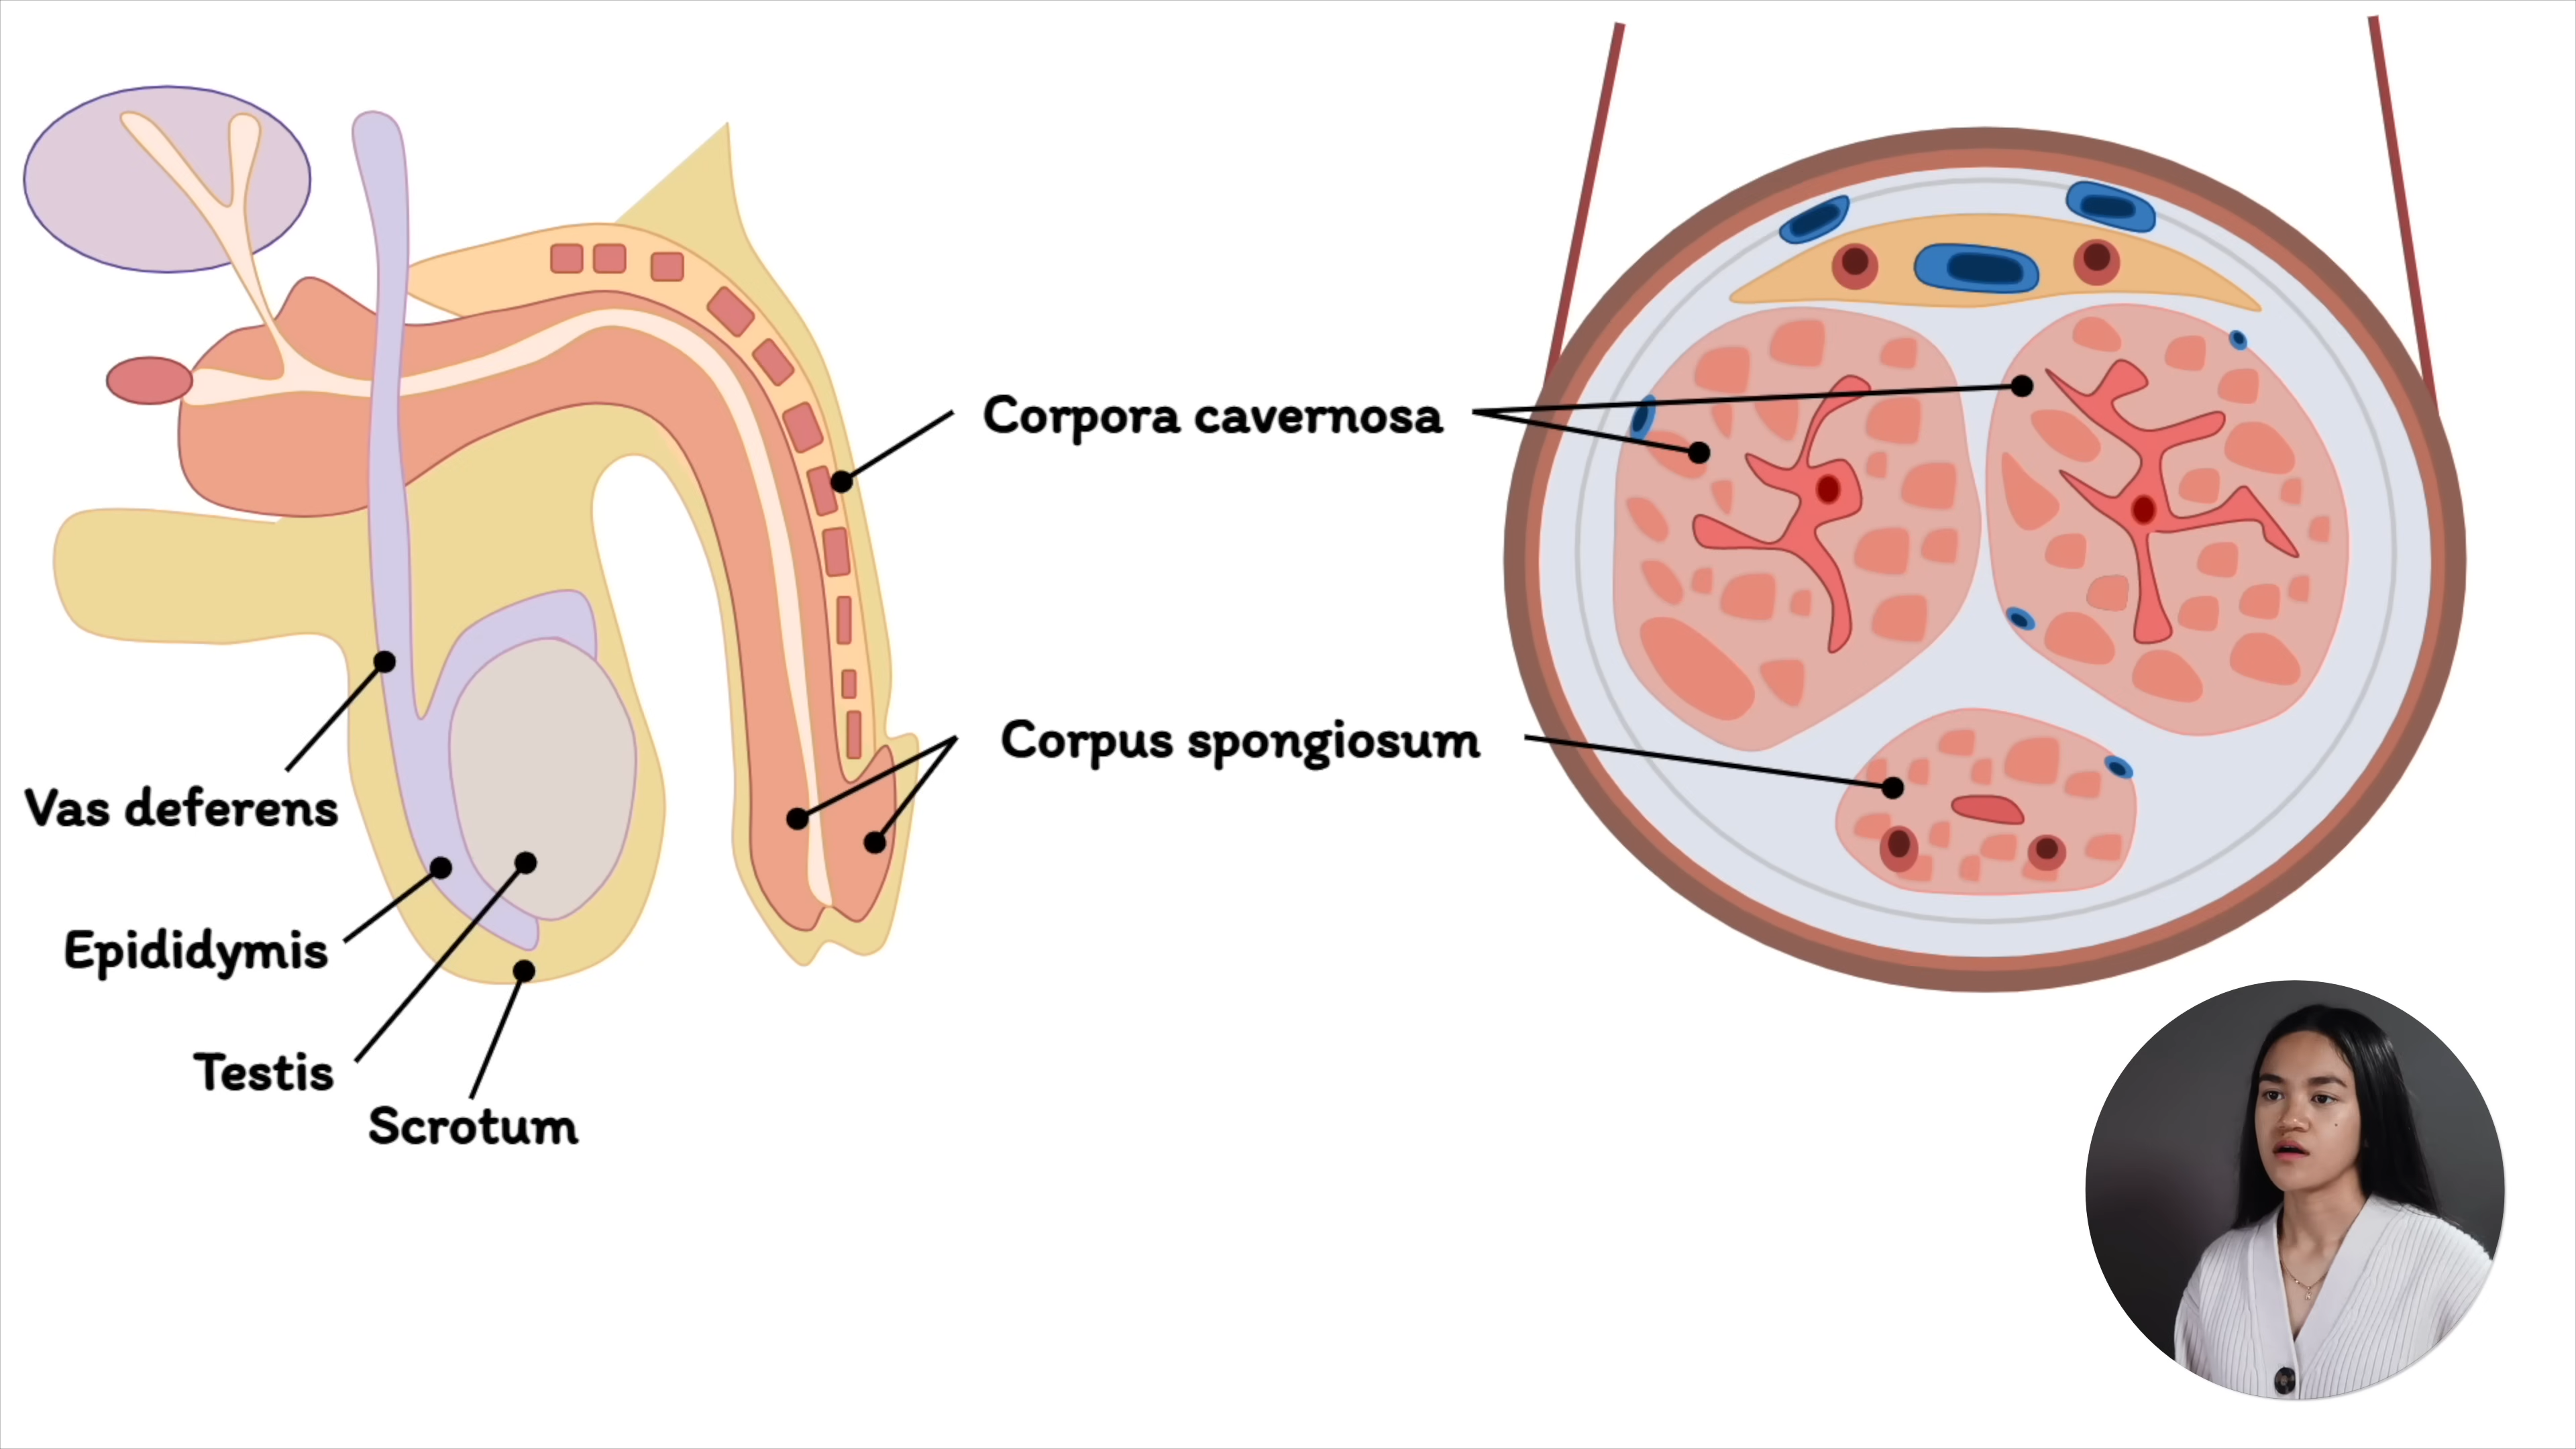 Corpora cavernosa
Corpus spongiosum
Vas deferens
Epididymis
Testis
Scrotum